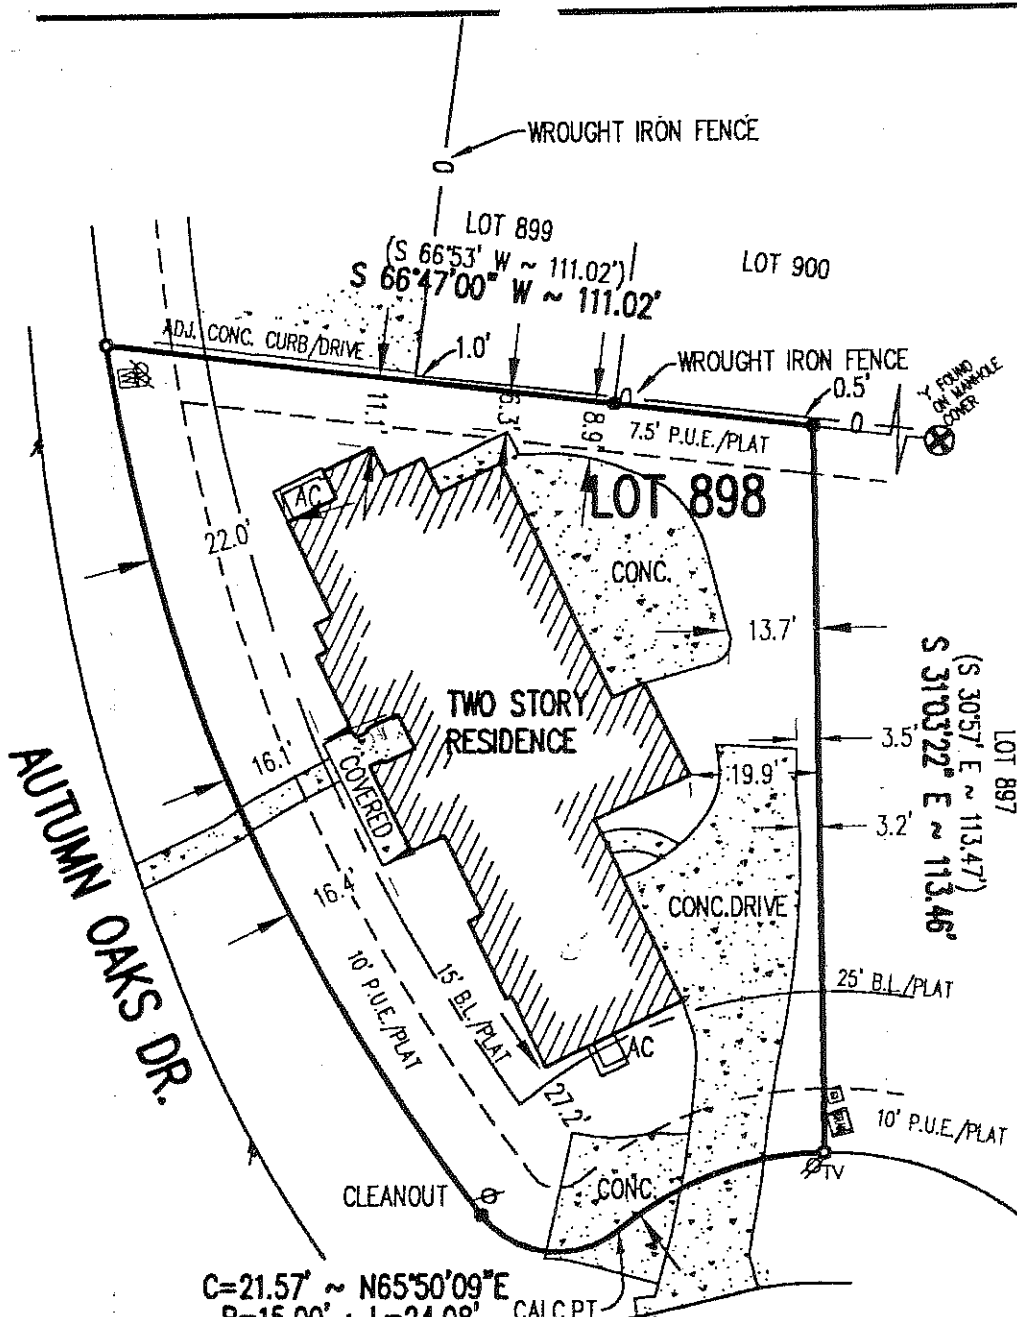 WROUGHT IRON FENCE
LOT 899
(S 66°53' W ~ 111.02')
S 66°47'00" W ~ 111.02'
LOT 900
ADJ. CONC. CURB/DRIVE
1.0'
WROUGHT IRON FENCE
0.5'
'Y' FOUND
ON MANHOLE
COVER
11.1'
6.3'
8.9'
7.5' P.U.E./PLAT
LOT 898
AC
22.0'
CONC.
13.7'
TWO STORY
RESIDENCE
LOT 897
(S 30°57' E ~ 113.47')
S 31°03'22" E ~ 113.46'
3.5'
19.9'
3.2'
16.1'
COVERED
AUTUMN OAKS DR.
16.4'
CONC.DRIVE
10' P.U.E./PLAT
15' B.L./PLAT
25' B.L./PLAT
AC
27.2'
10' P.U.E./PLAT
TV
CLEANOUT
CONC.
C=21.57' ~ N65°50'09"E
R=15.00' ; L=24.08'
CALC.PT